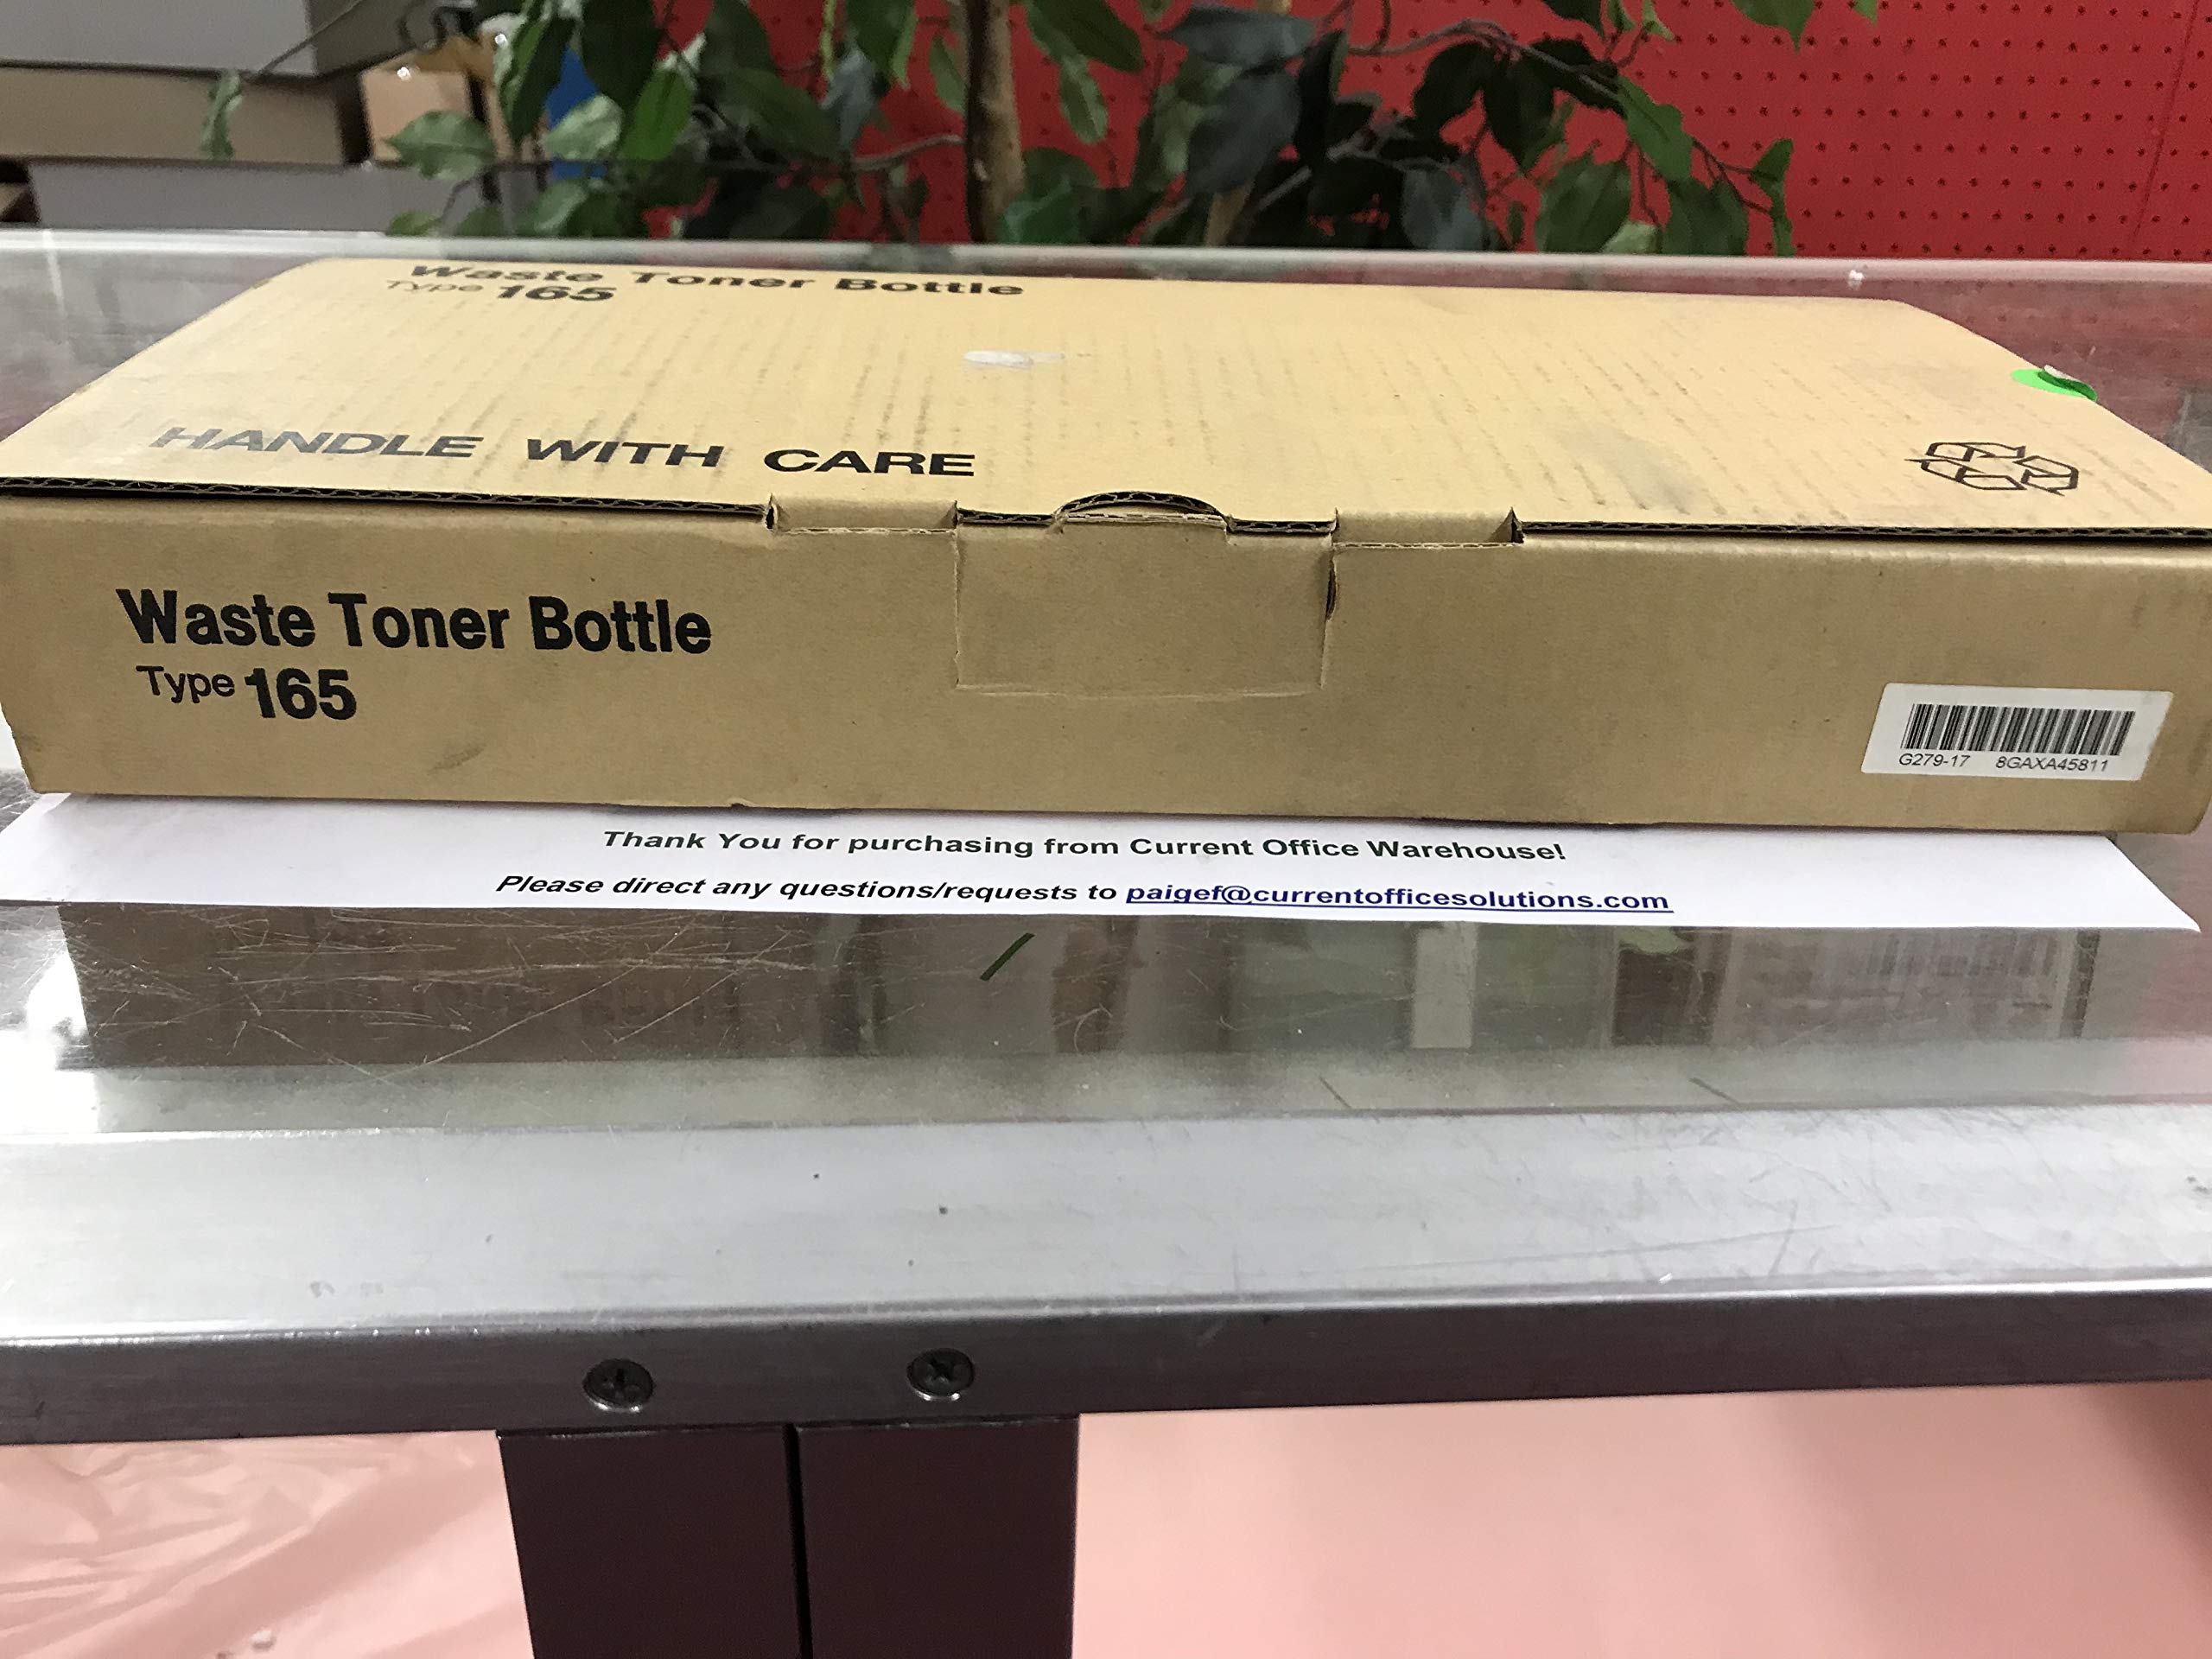 Waste Toner Bottle
Type 165
HANDLE WITH CARE
Waste Toner Bottle
Type 165
G279-17 8GAXA45811
Thank You for purchasing from Current Office Warehouse!
Please direct any questions/requests to paigef@currentofficesolutions.com